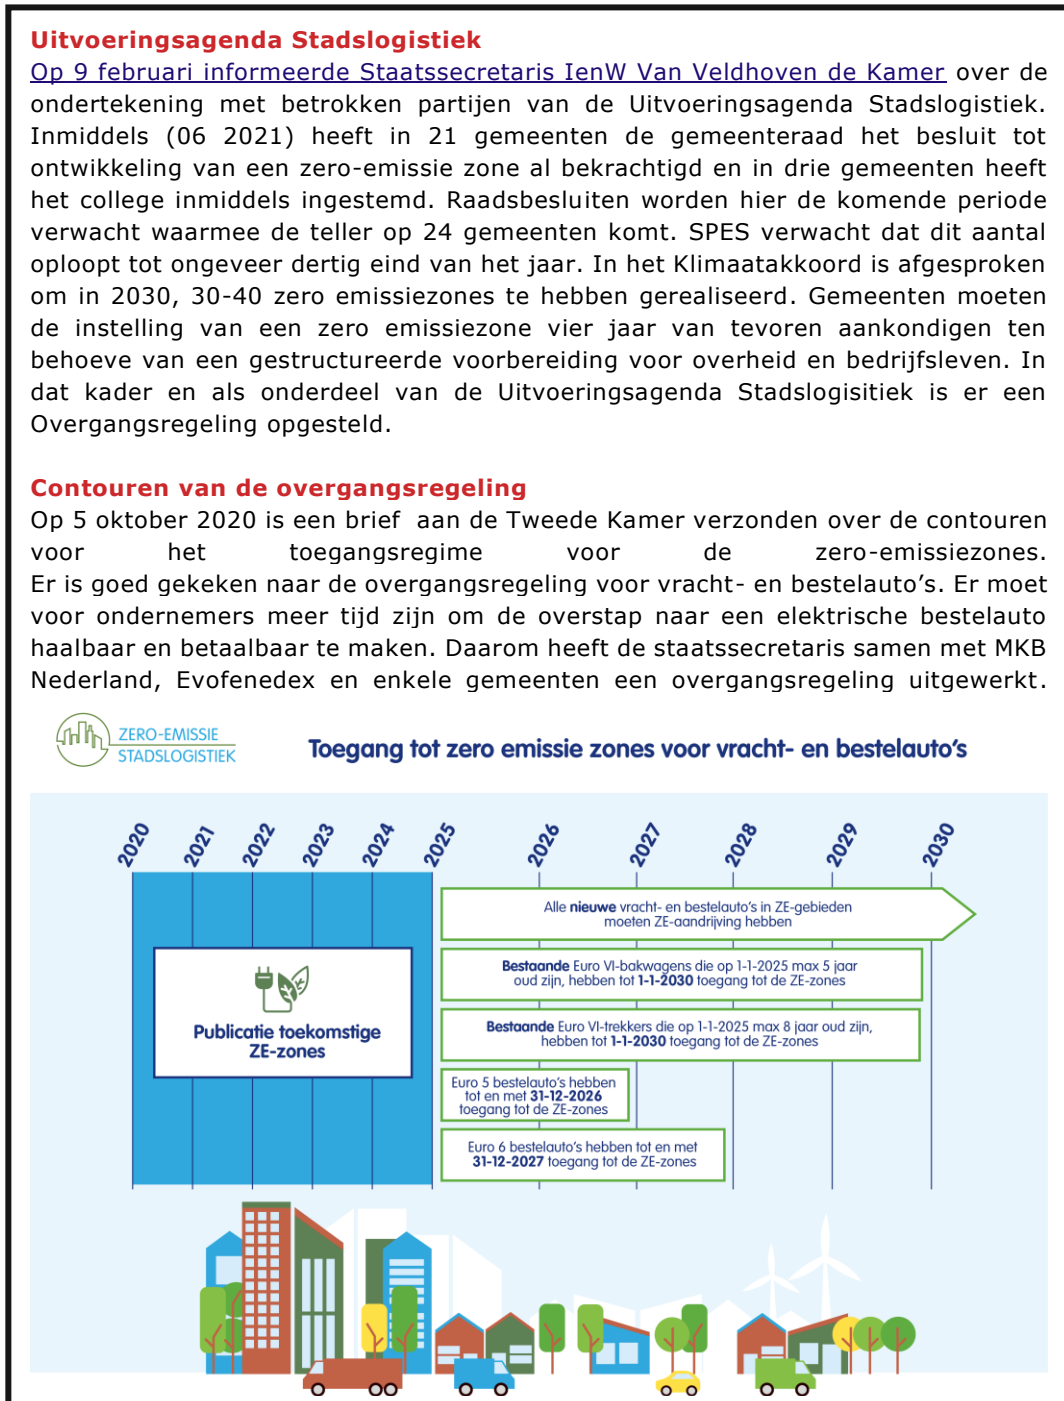 Uitvoeringsagenda Stadslogistiek
Op 9 februari informeerde Staatssecretaris IenW Van Veldhoven de Kamer over de
ondertekening met betrokken partijen van de Uitvoeringsagenda Stadslogistiek.
Inmiddels (06 2021) heeft in 21 gemeenten de gemeenteraad het besluit tot
ontwikkeling van een zero-emissie zone al bekrachtigd en in drie gemeenten heeft
het college inmiddels ingestemd. Raadsbesluiten worden hier de komende periode
verwacht waarmee de teller op 24 gemeenten komt. SPES verwacht dat dit aantal
oploopt tot ongeveer dertig eind van het jaar. In het Klimaatakkoord is afgesproken
om in 2030, 30-40 zero emissiezones te hebben gerealiseerd. Gemeenten moeten
de instelling van een zero emissiezone vier jaar van tevoren aankondigen ten
behoeve van een gestructureerde voorbereiding voor overheid en bedrijfsleven. In
dat kader en als onderdeel van de Uitvoeringsagenda Stadslogisitiek is er een
Overgangsregeling opgesteld.
Contouren van de overgangsregeling
Op 5 oktober 2020 is een brief aan de Tweede Kamer verzonden over de contouren
voor het toegangsregime voor de zero-emissiezones.
Er is goed gekeken naar de overgangsregeling voor vracht- en bestelauto's. Er moet
voor ondernemers meer tijd zijn om de overstap naar een elektrische bestelauto
haalbaar en betaalbaar te maken. Daarom heeft de staatssecretaris samen met MKB
Nederland, Evofenedex en enkele gemeenten een overgangsregeling uitgewerkt.
ZERO-EMISSIE
STADSLOGISTIEK
Toegang tot zero emissie zones voor vracht- en bestelauto's
2020 2021 2022 2023 2024 2025 2026 2027 2028 2029 2030
Publicatie toekomstige
ZE-zones
Alle nieuwe vracht- en bestelauto's in ZE-gebieden
moeten ZE-aandrijving hebben
Bestaande Euro VI-bakwagens die op 1-1-2025 max 5 jaar
oud zijn, hebben tot 1-1-2030 toegang tot de ZE-zones
Bestaande Euro VI-trekkers die op 1-1-2025 max 8 jaar oud zijn,
hebben tot 1-1-2030 toegang tot de ZE-zones
Euro 5 bestelauto's hebben
tot en met 31-12-2026
toegang tot de ZE-zones
Euro 6 bestelauto's hebben tot en met
31-12-2027 toegang tot de ZE-zones